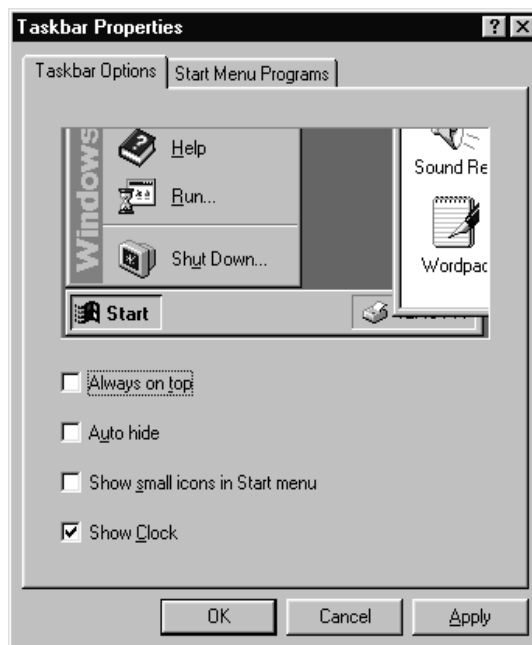 Taskbar Properties
Taskbar Options
Start Menu Programs
Windows
Help
Run...
Shut Down...
Sound Re
Wordpad
Start
Always on top
Auto hide
Show small icons in Start menu
Show Clock
OK
Cancel
Apply